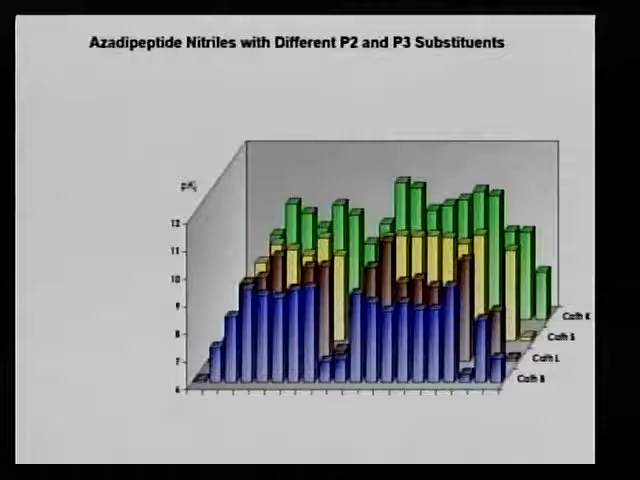 Azadipeptide Nitriles with Different P2 and P3 Substituents
pKi
12
11
10
9
8
7
6
Cath K
Cath S
Cath L
Cath B